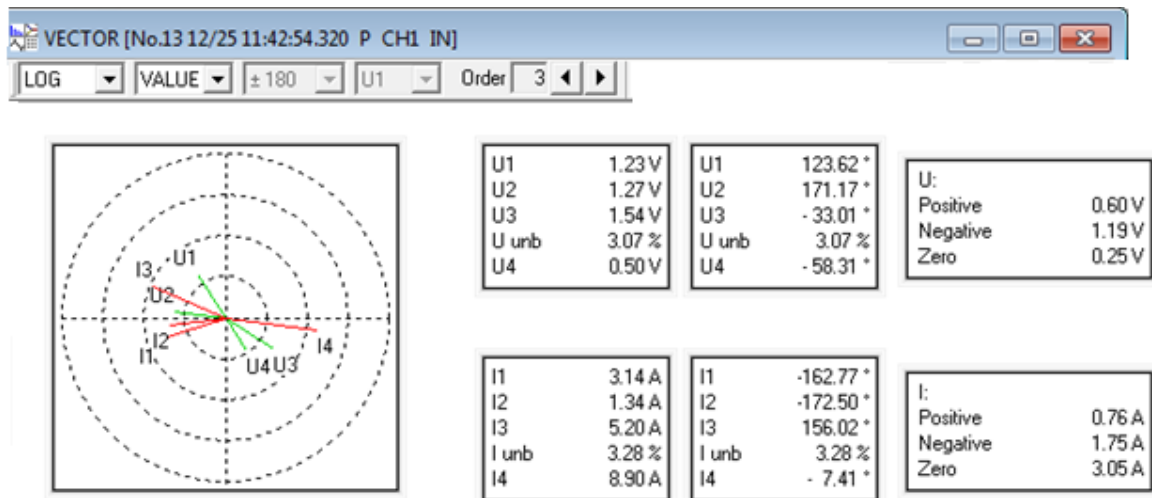 VECTOR [No.13 12/25 11:42:54.320 P CH1 IN]
LOG VALUE ± 180 U1 Order 3
I3
U1
U2
I2
I1
U4 U3
I4
U1 1.23 V
U2 1.27 V
U3 1.54 V
U unb 3.07 %
U4 0.50 V
U1 123.62 °
U2 171.17 °
U3 - 33.01 °
U unb 3.07 %
U4 - 58.31 °
U:
Positive 0.60 V
Negative 1.19 V
Zero 0.25 V
I1 3.14 A
I2 1.34 A
I3 5.20 A
I unb 3.28 %
I4 8.90 A
I1 -162.77 °
I2 -172.50 °
I3 156.02 °
I unb 3.28 %
I4 - 7.41 °
I:
Positive 0.76 A
Negative 1.75 A
Zero 3.05 A